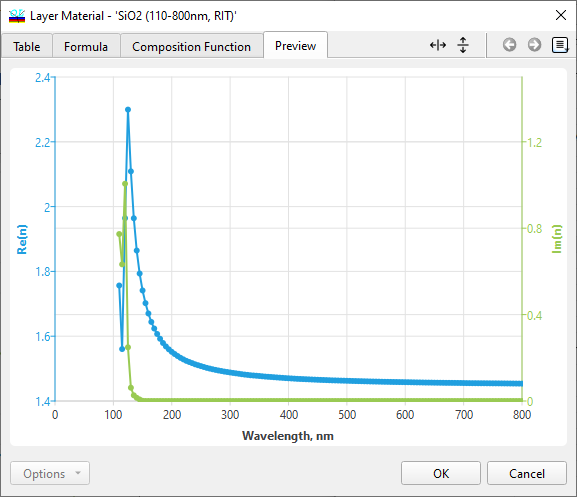 Layer Material - 'SiO2 (110-800nm, RIT)'
Table Formula Composition Function Preview
2.4
2.2 1.2
2
Re(n) 0.8 Im(n)
1.8
1.6 0.4
1.4 0
0 100 200 300 400 500 600 700 800
Wavelength, nm
Options OK Cancel